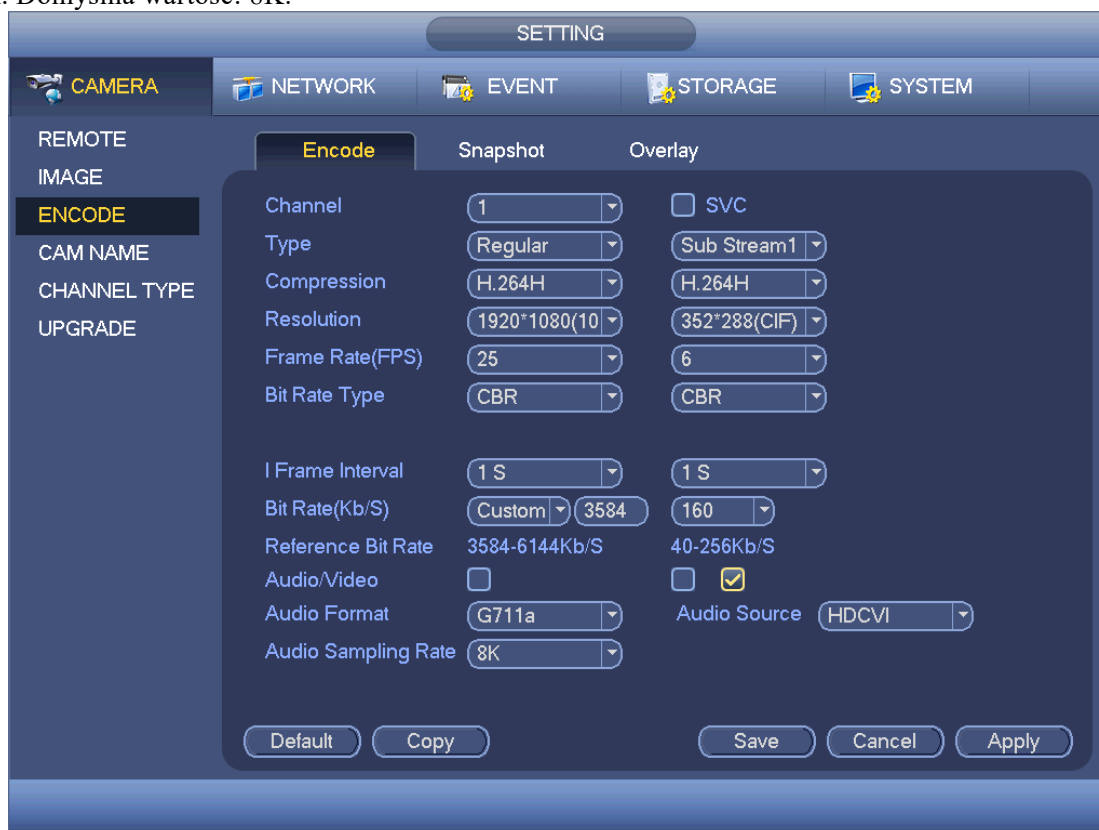 . Domyślna wartość: 8K.
SETTING
CAMERA NETWORK EVENT STORAGE SYSTEM
REMOTE
IMAGE
ENCODE
CAM NAME
CHANNEL TYPE
UPGRADE
Encode Snapshot Overlay
Channel 1 SVC
Type Regular Sub Stream1
Compression H.264H H.264H
Resolution 1920*1080(10 352*288(CIF)
Frame Rate(FPS) 25 6
Bit Rate Type CBR CBR
I Frame Interval 1 S 1 S
Bit Rate(Kb/S) Custom 3584 160
Reference Bit Rate 3584-6144Kb/S 40-256Kb/S
Audio/Video
Audio Format G711a Audio Source HDCVI
Audio Sampling Rate 8K
Default Copy Save Cancel Apply